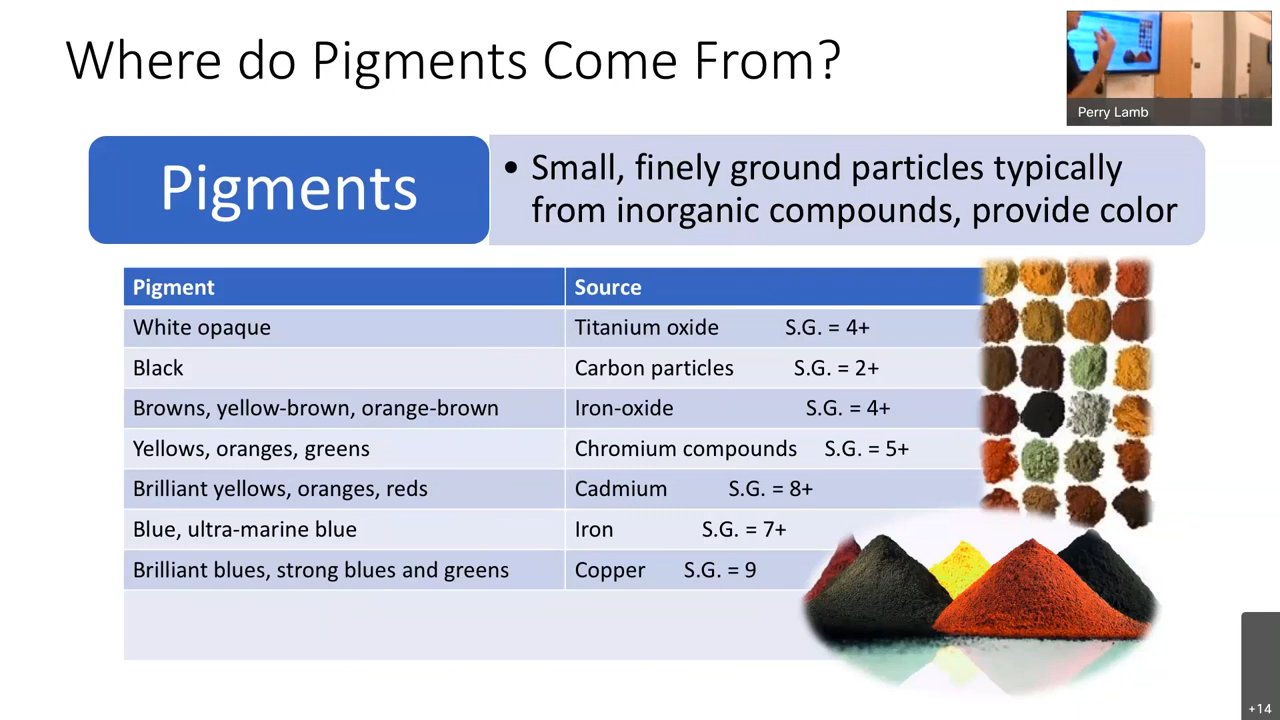 Where do Pigments Come From?
Perry Lamb
Pigments
• Small, finely ground particles typically
from inorganic compounds, provide color
Pigment Source
White opaque Titanium oxide S.G. = 4+
Black Carbon particles S.G. = 2+
Browns, yellow-brown, orange-brown Iron-oxide S.G. = 4+
Yellows, oranges, greens Chromium compounds S.G. = 5+
Brilliant yellows, oranges, reds Cadmium S.G. = 8+
Blue, ultra-marine blue Iron S.G. = 7+
Brilliant blues, strong blues and greens Copper S.G. = 9
+14